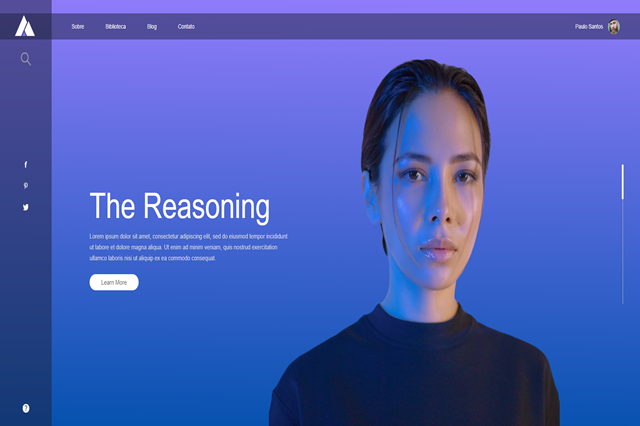 Sobre Biblioteca Blog Contato Paulo Santos
The Reasoning
Lorem ipsum dolor sit amet, consectetur adipiscing elit, sed do eiusmod tempor incididunt
ut labore et dolore magna aliqua. Ut enim ad minim veniam, quis nostrud exercitation
ullamco laboris nisi ut aliquip ex ea commodo consequat.
Learn More
?